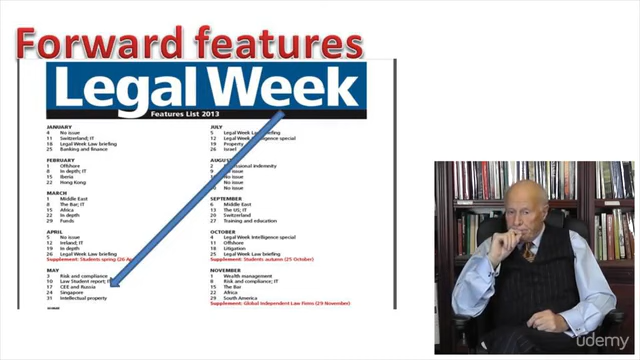 Forward features
Legal Week
Features List 2013
JANUARY
4 No issue
11 Switzerland; IT
18 Legal Week Law briefing
25 Banking and finance
FEBRUARY
1 Offshore
8 In depth; IT
15 Iberia
22 Hong Kong
MARCH
1 Middle East
8 The Bar; IT
15 Africa
22 In depth
29 Funds
APRIL
5 No issue
12 Ireland; IT
19 In depth
26 Legal Week Law briefing
Supplement: Students spring (26
MAY
3 Risk and compliance
10 Law Student report; IT
17 CEE and Russia
24 Singapore
31 Intellectual property
JULY
5 Legal Week
12 Legal Week Intelligence special
19 Property
26 Israel
AUGUST
2 indemnity
9 No issue
issue
No issue
SEPTEMBER
6 Middle East
13 The US; IT
20 Switzerland
27 Training and education
OCTOBER
4 Legal Week Intelligence special
11 Offshore
18 Litigation
25 Legal Week Law briefing
Supplement: Students autumn (25 October)
NOVEMBER
1 Wealth management
8 Risk and compliance; IT
15 The Bar
22 Africa
29 South America
Supplement: Global Independent Law Firms (29 November)
udemy